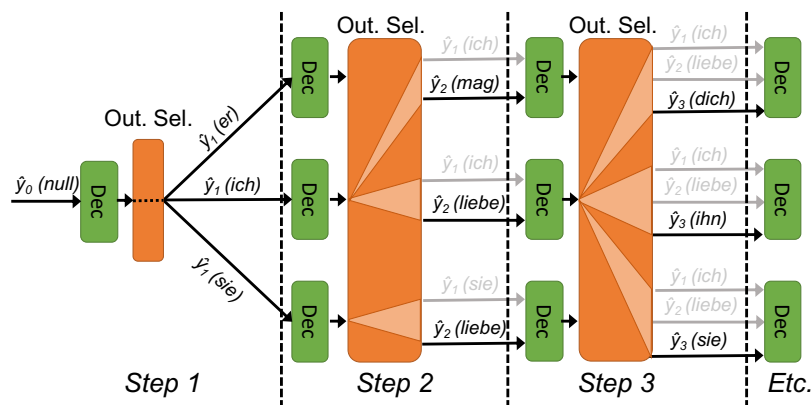 Out. Sel.
Out. Sel.
Out. Sel.
ŷ₀ (null)
Dec
ŷ₁ (er)
ŷ₁ (ich)
ŷ₁ (sie)
Dec
Dec
Dec
ŷ₁ (ich)
ŷ₂ (mag)
ŷ₁ (ich)
ŷ₂ (liebe)
ŷ₁ (sie)
ŷ₂ (liebe)
Dec
Dec
Dec
ŷ₁ (ich)
ŷ₂ (liebe)
ŷ₃ (dich)
ŷ₁ (ich)
ŷ₂ (liebe)
ŷ₃ (ihn)
ŷ₁ (ich)
ŷ₂ (liebe)
ŷ₃ (sie)
Dec
Dec
Dec
Step 1
Step 2
Step 3
Etc.